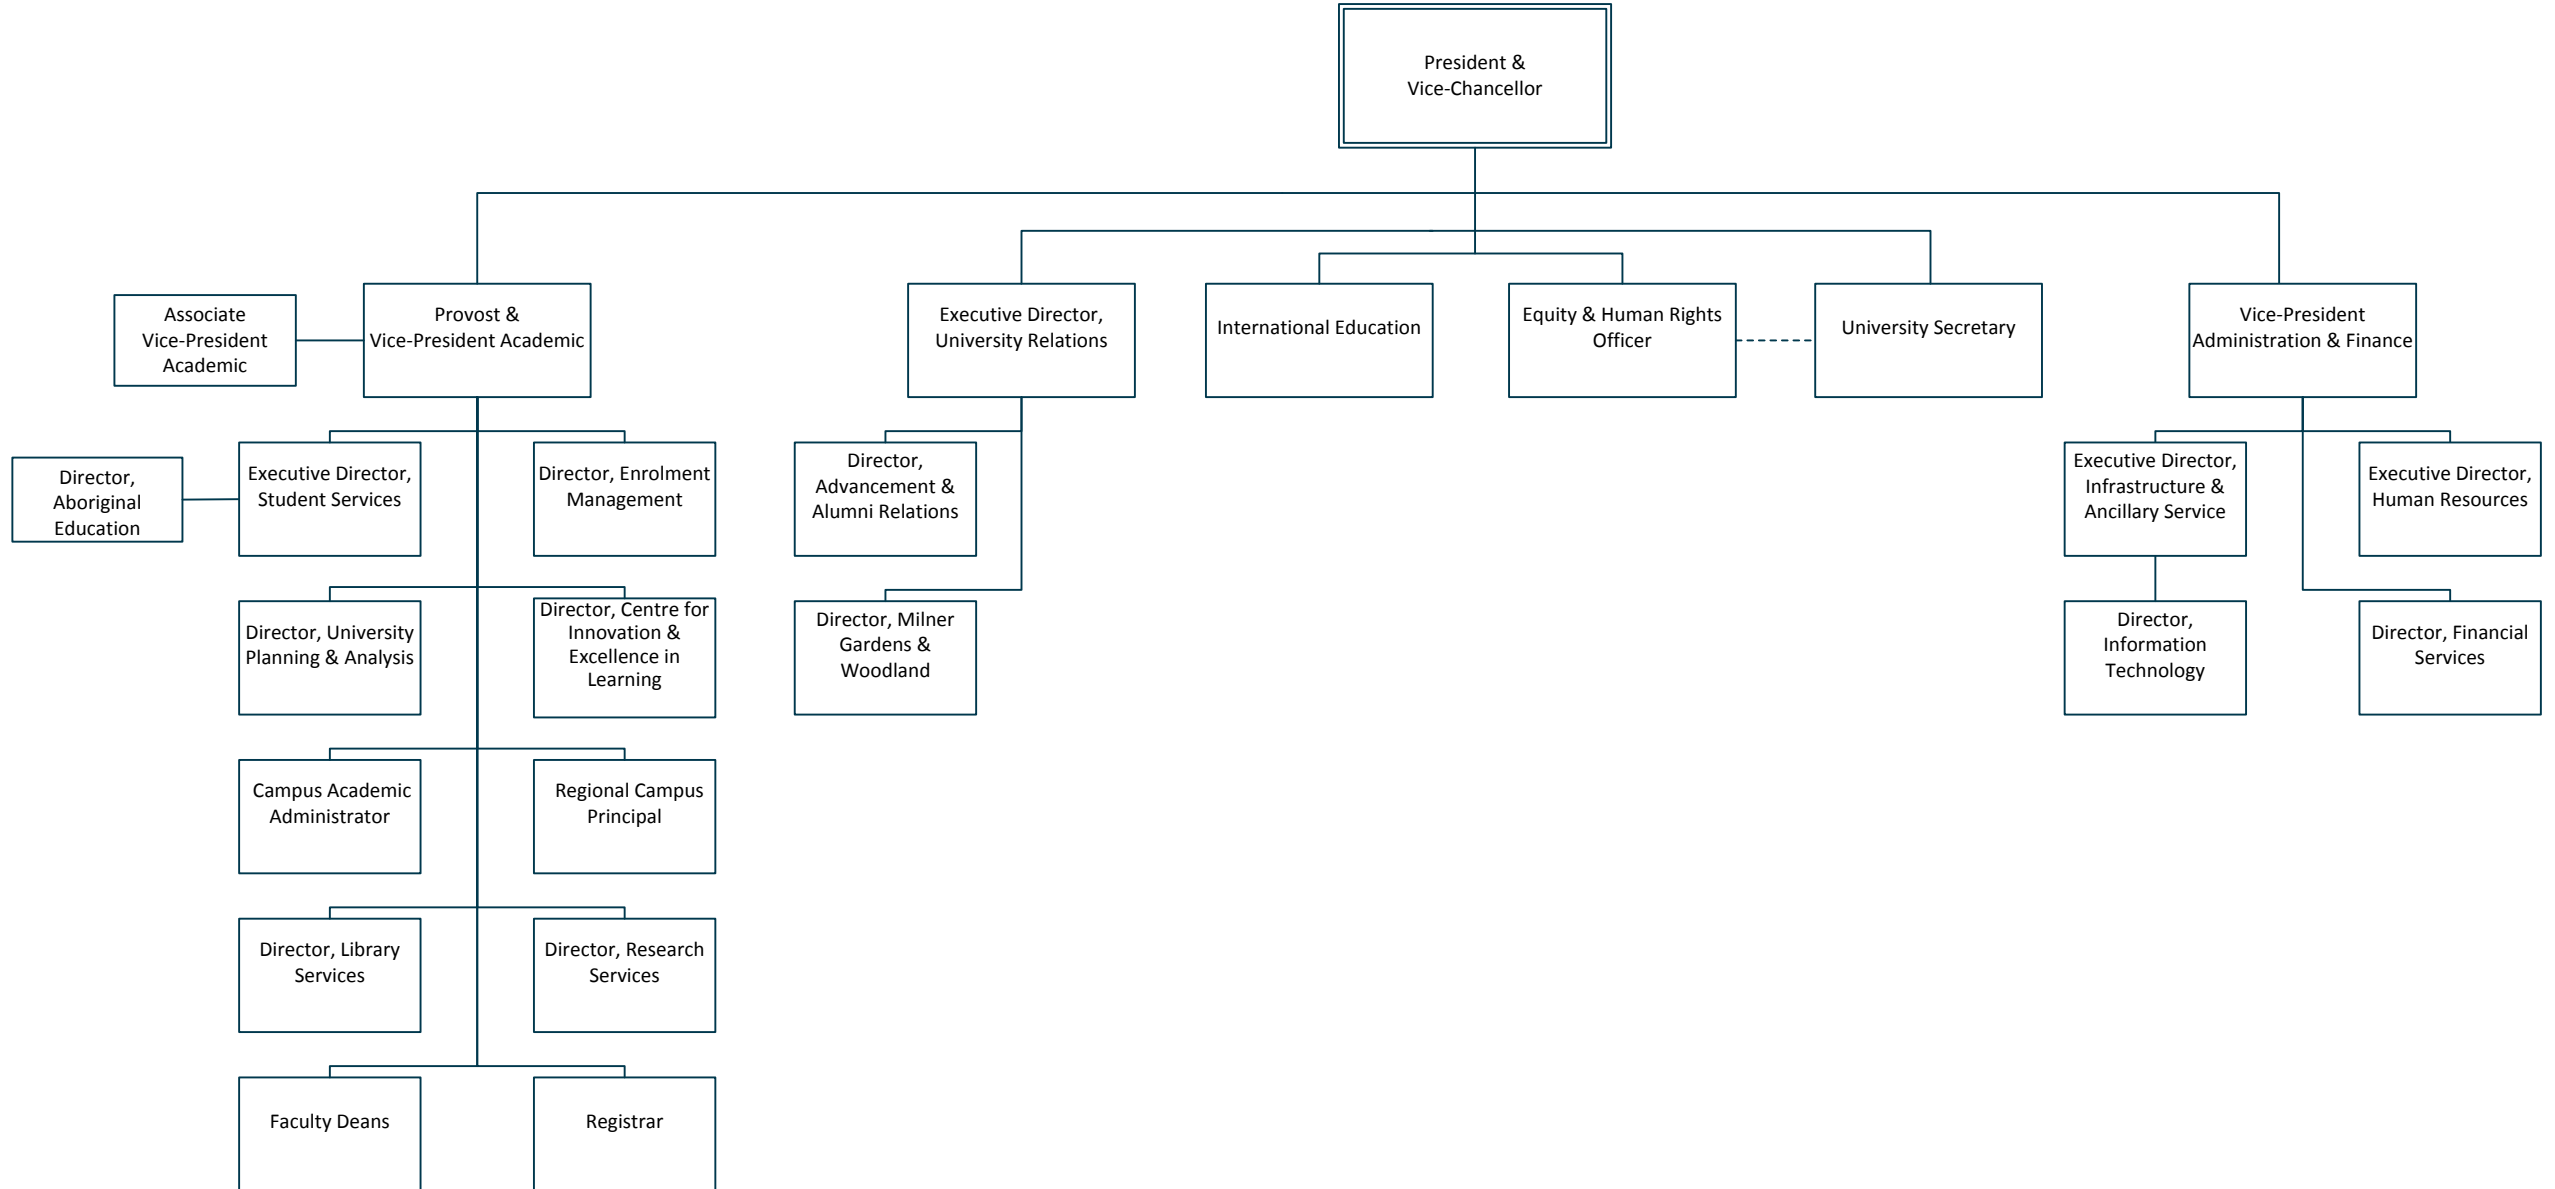 President &
Vice-Chancellor
Associate
Vice-President
Academic
Provost &
Vice-President Academic
Executive Director,
University Relations
International Education
Equity & Human Rights
Officer
University Secretary
Vice-President
Administration & Finance
Director,
Aboriginal
Education
Executive Director,
Student Services
Director, Enrolment
Management
Director,
Advancement &
Alumni Relations
Executive Director,
Infrastructure &
Ancillary Service
Executive Director,
Human Resources
Director, University
Planning & Analysis
Director, Centre for
Innovation &
Excellence in
Learning
Director, Milner
Gardens &
Woodland
Director,
Information
Technology
Director, Financial
Services
Campus Academic
Administrator
Regional Campus
Principal
Director, Library
Services
Director, Research
Services
Faculty Deans
Registrar